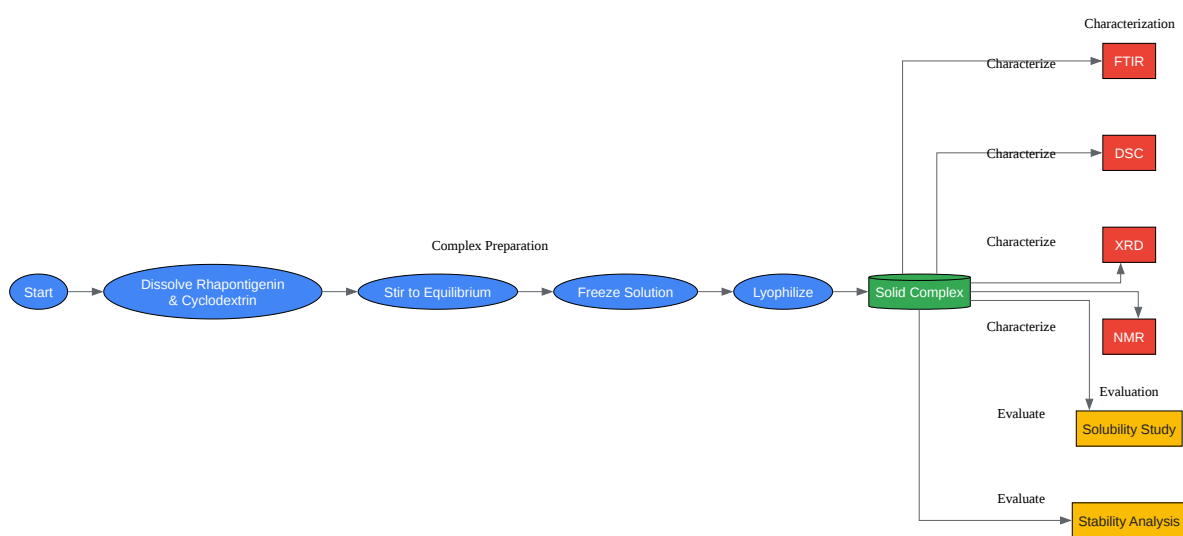 Characterization
Characterize
FTIR
Characterize
DSC
Complex Preparation
Characterize
XRD
Start
Dissolve Rhapontigenin
& Cyclodextrin
Stir to Equilibrium
Freeze Solution
Lyophilize
Solid Complex
Characterize
NMR
Evaluation
Evaluate
Solubility Study
Evaluate
Stability Analysis